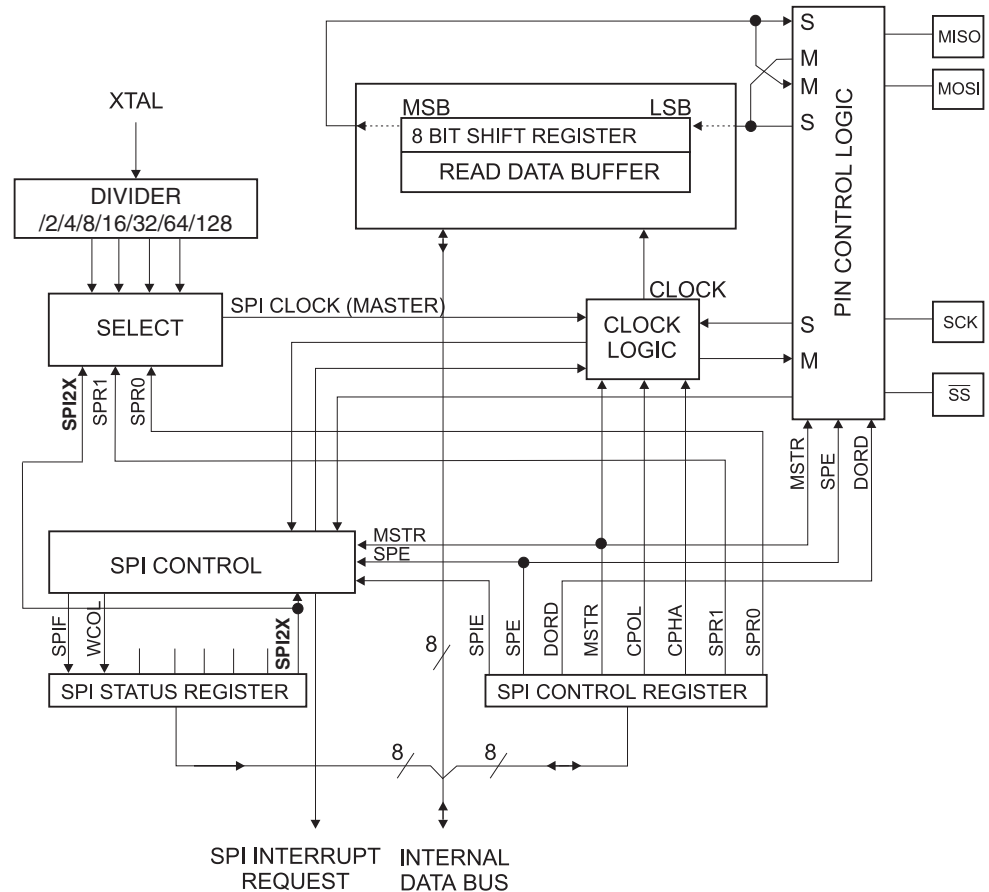 S
MISO
M
XTAL
MSB
LSB
M
MOSI
8 BIT SHIFT REGISTER
S
READ DATA BUFFER
DIVIDER
/2/4/8/16/32/64/128
PIN CONTROL LOGIC
SPI CLOCK (MASTER)
CLOCK
SELECT
CLOCK
LOGIC
S
SCK
M
SPI2X
SPR1
SPR0
SS
MSTR
SPE
DORD
MSTR
SPE
SPI CONTROL
SPIF
WCOL
SPI2X
SPIE
SPE
DORD
MSTR
CPOL
CPHA
SPR1
SPR0
8
SPI STATUS REGISTER
SPI CONTROL REGISTER
8
8
SPI INTERRUPT
REQUEST
INTERNAL
DATA BUS